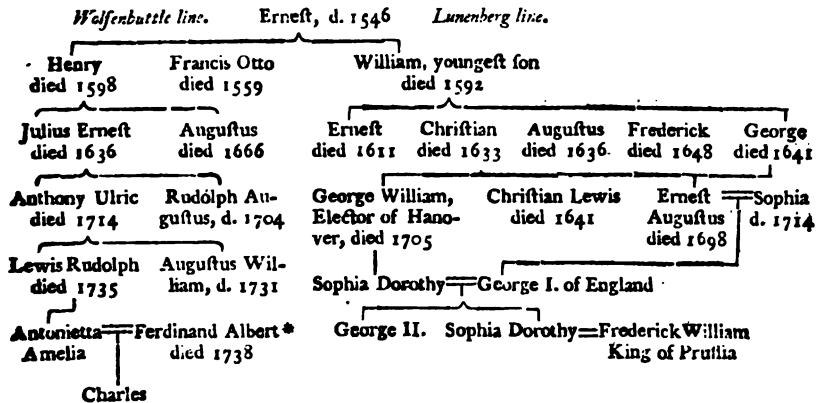 Wolfenbuttle line. Erneſt, d. 1546 Lunenberg line.
Henry Francis Otto William, youngeſt ſon
died 1598 died 1559 died 1592
Julius Erneſt Auguſtus Erneſt Chriſtian Auguſtus Frederick George
died 1636 died 1666 died 1611 died 1633 died 1636. died 1648 died 1641
Anthony Ulric Rudolph Au- George William, Chriſtian Lewis Erneſt Sophia
died 1714 guſtus, d. 1704 Elector of Hano- died 1641 Auguſtus d. 1714
ver, died 1705 died 1698
Lewis Rudolph Auguſtus Wil-
died 1735 liam, d. 1731 Sophia Dorothy George I. of England
Antonietta Ferdinand Albert* George II. Sophia Dorothy=Frederick William
Amelia died 1738 King of Pruſſia
Charles